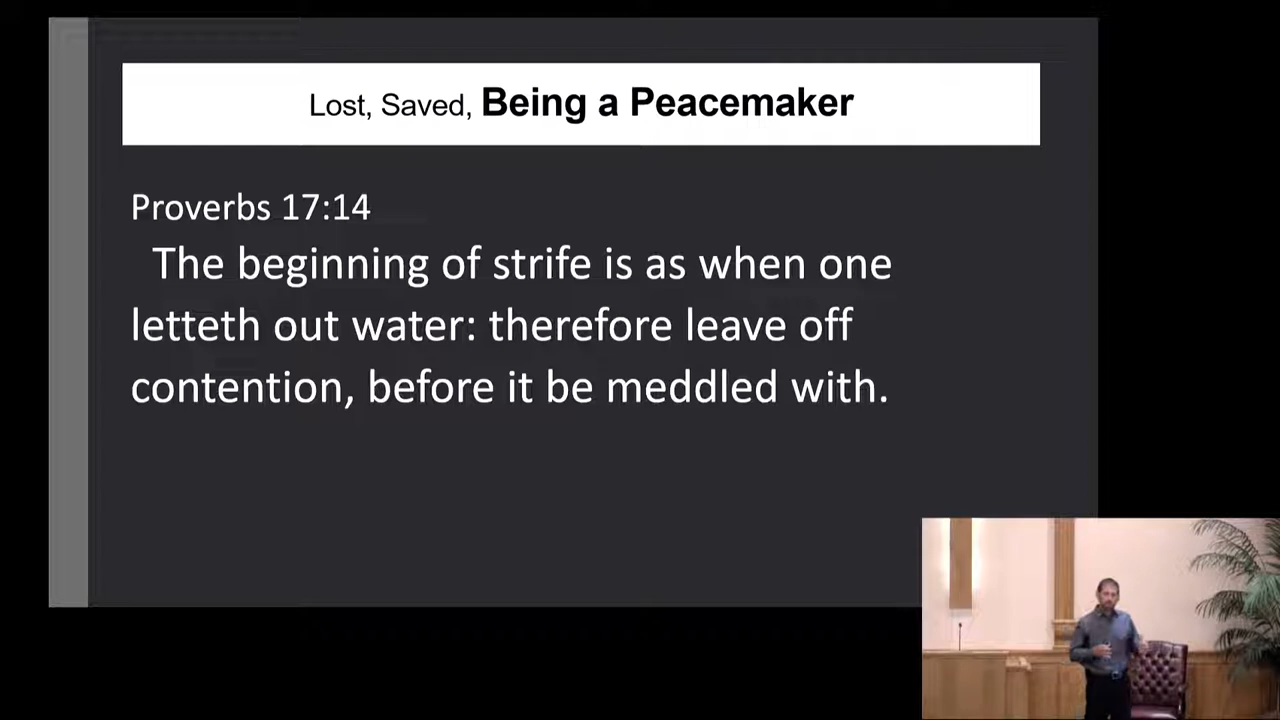 Lost, Saved, Being a Peacemaker
Proverbs 17:14
The beginning of strife is as when one
letteth out water: therefore leave off
contention, before it be meddled with.